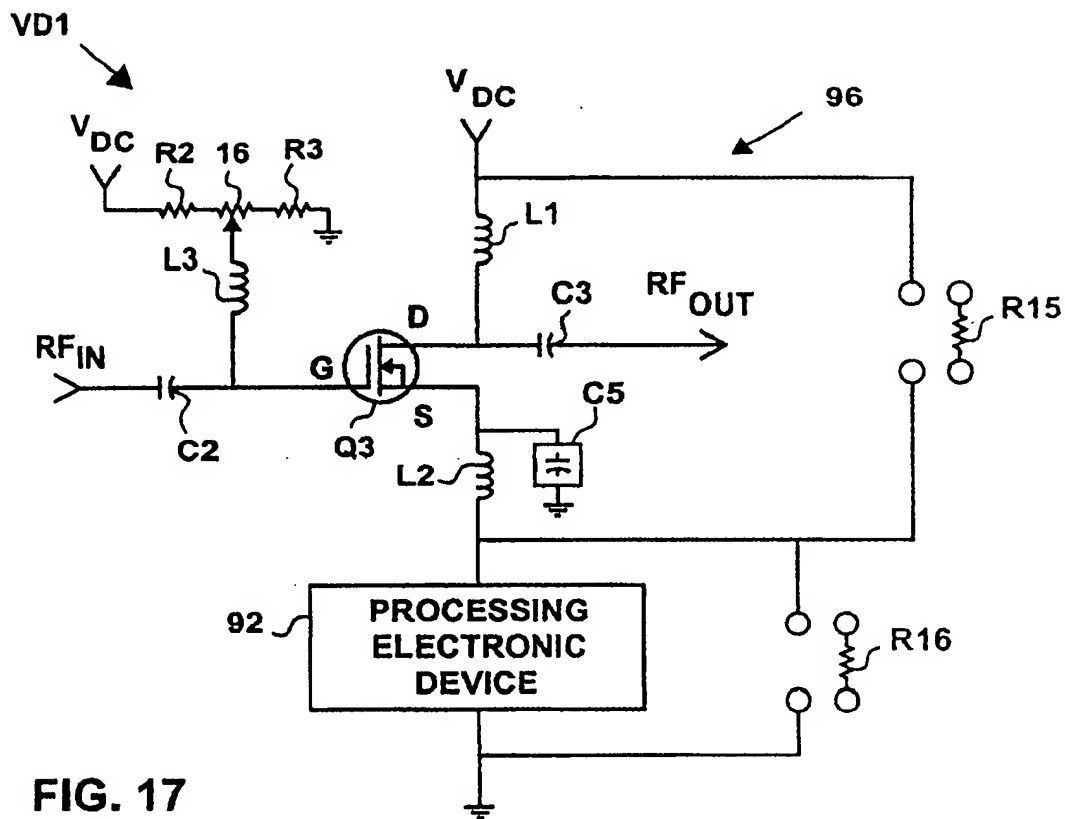 VD1
VDC
96
VDC
R2
16
R3
L1
L3
C3
RFOUT
R15
D
RFIN
G
S
C5
Q3
C2
L2
92
PROCESSING
ELECTRONIC
DEVICE
R16
FIG. 17